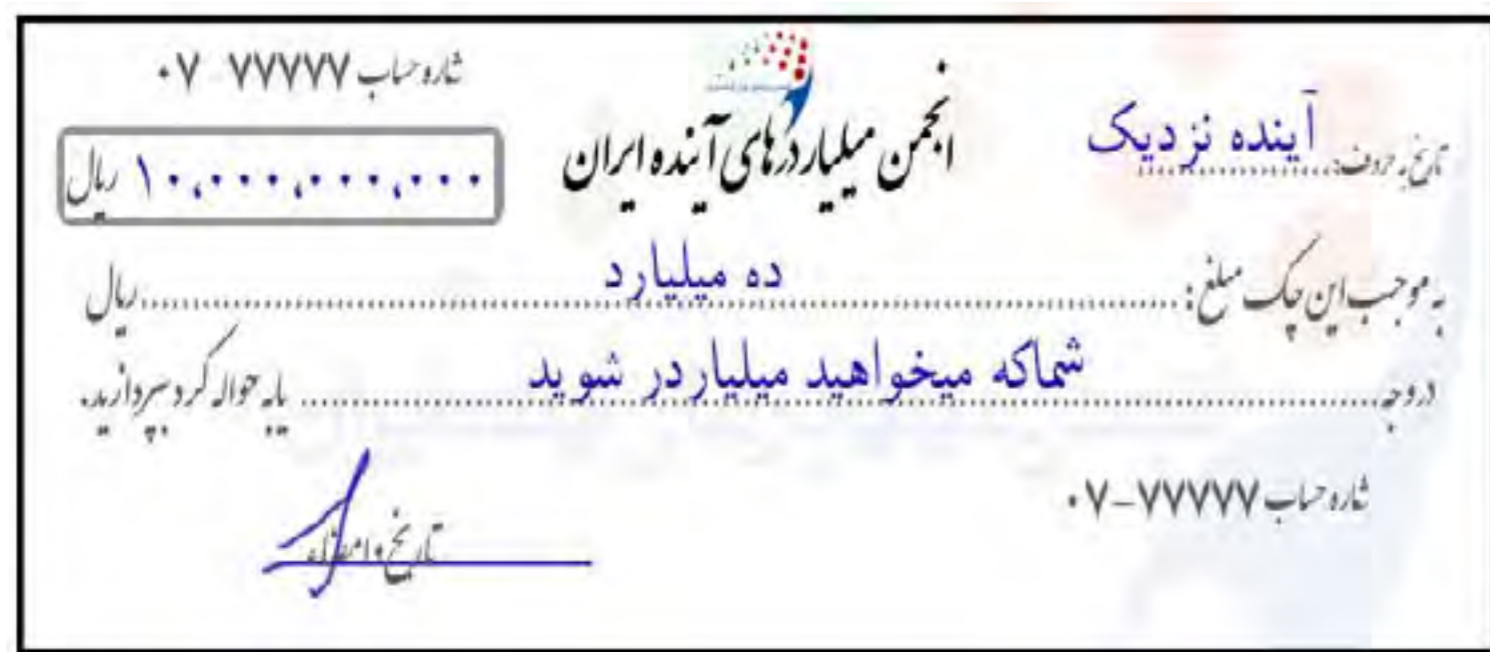 شماره حساب ۷۷۷۷۷-۰۷
انجمن میلیاردرهای آینده ایران
تاریخ به حروف: آینده نزدیک
۱۰,۰۰۰,۰۰۰,۰۰۰ ریال
به موجب این چک مبلغ: ده میلیارد ریال
در وجه شماکه میخواهید میلیاردر شوید یا به حواله کرد بپردازید.
شماره حساب ۷۷۷۷۷-۰۷
تاریخ و امضاء